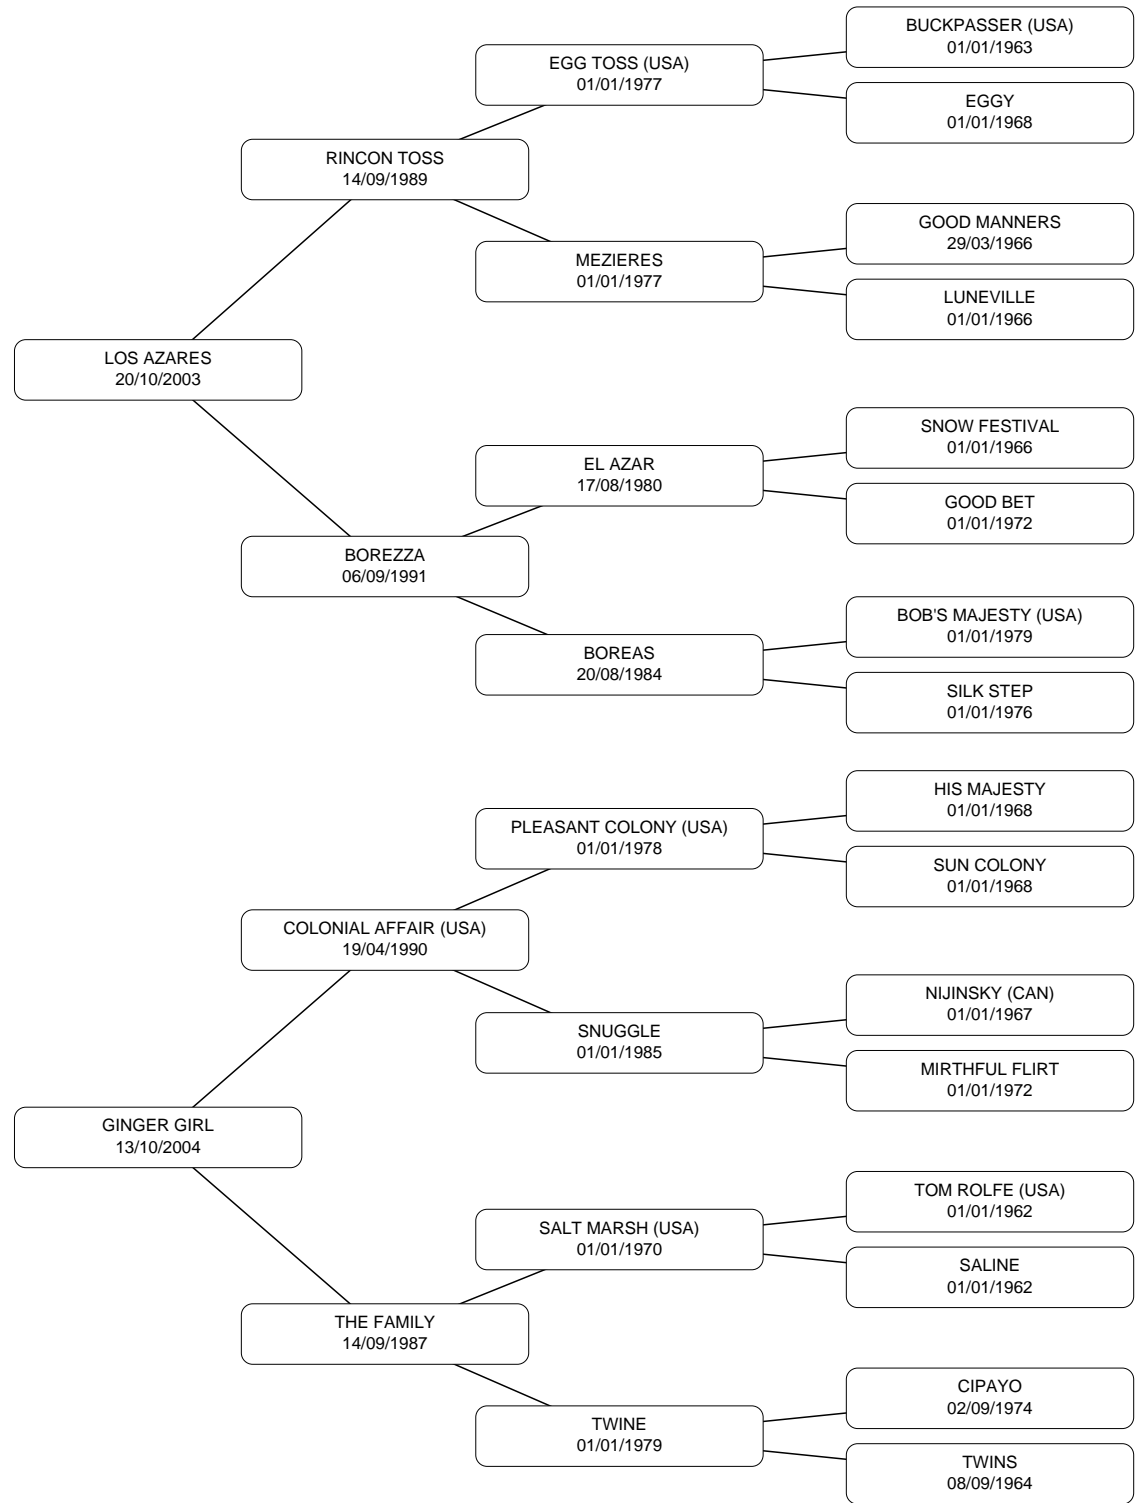 BUCKPASSER (USA)
01/01/1963
EGG TOSS (USA)
01/01/1977
EGGY
01/01/1968
RINCON TOSS
14/09/1989
GOOD MANNERS
29/03/1966
MEZIERES
01/01/1977
LUNEVILLE
01/01/1966
LOS AZARES
20/10/2003
SNOW FESTIVAL
01/01/1966
EL AZAR
17/08/1980
GOOD BET
01/01/1972
BOREZZA
06/09/1991
BOB'S MAJESTY (USA)
01/01/1979
BOREAS
20/08/1984
SILK STEP
01/01/1976
HIS MAJESTY
01/01/1968
PLEASANT COLONY (USA)
01/01/1978
SUN COLONY
01/01/1968
COLONIAL AFFAIR (USA)
19/04/1990
NIJINSKY (CAN)
01/01/1967
SNUGGLE
01/01/1985
MIRTHFUL FLIRT
01/01/1972
GINGER GIRL
13/10/2004
TOM ROLFE (USA)
01/01/1962
SALT MARSH (USA)
01/01/1970
SALINE
01/01/1962
THE FAMILY
14/09/1987
CIPAYO
02/09/1974
TWINE
01/01/1979
TWINS
08/09/1964